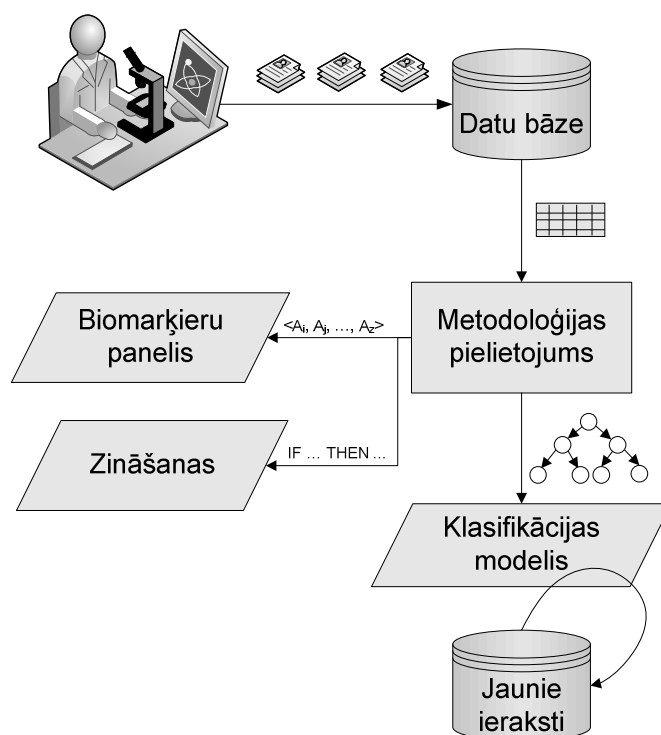 Datu bāze
Biomarķieru
panelis
<Ai, Aj, …, Az>
Metodoloģijas
pielietojums
Zināšanas
IF … THEN ...
Klasifikācijas
modelis
Jaunie
ieraksti